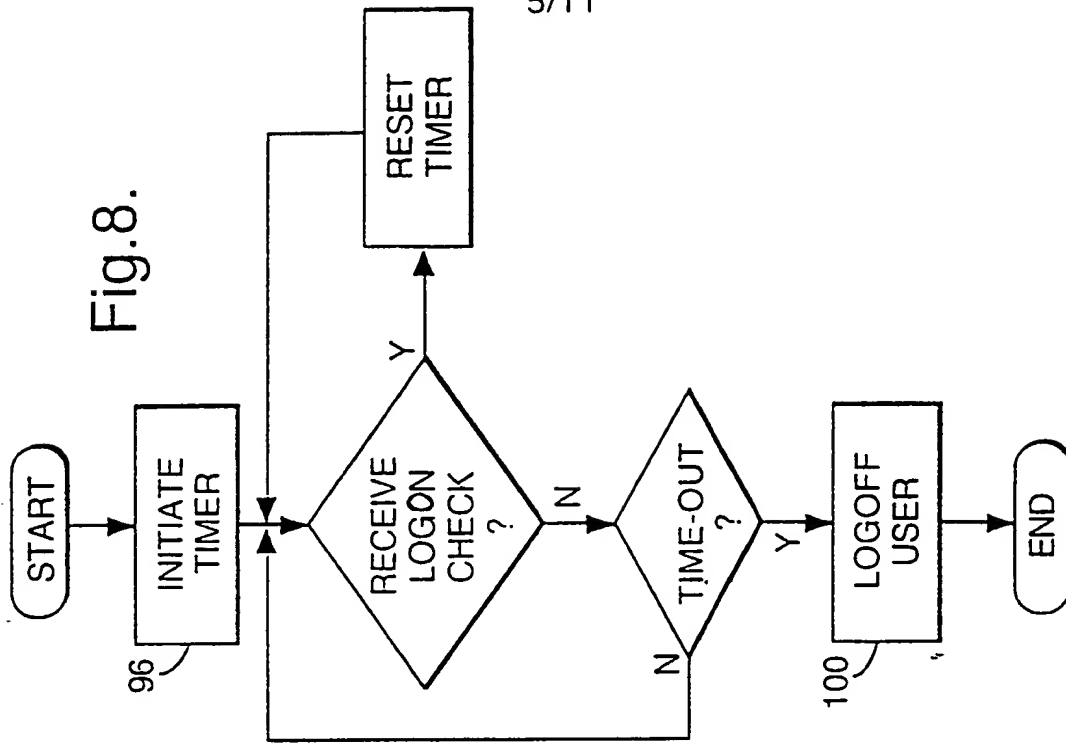 5/11
Fig.8.
START
96
INITIATE
TIMER
RECEIVE
LOGON
CHECK
?
Y
N
RESET
TIMER
TIME-OUT
?
N
Y
100
LOGOFF
USER
END